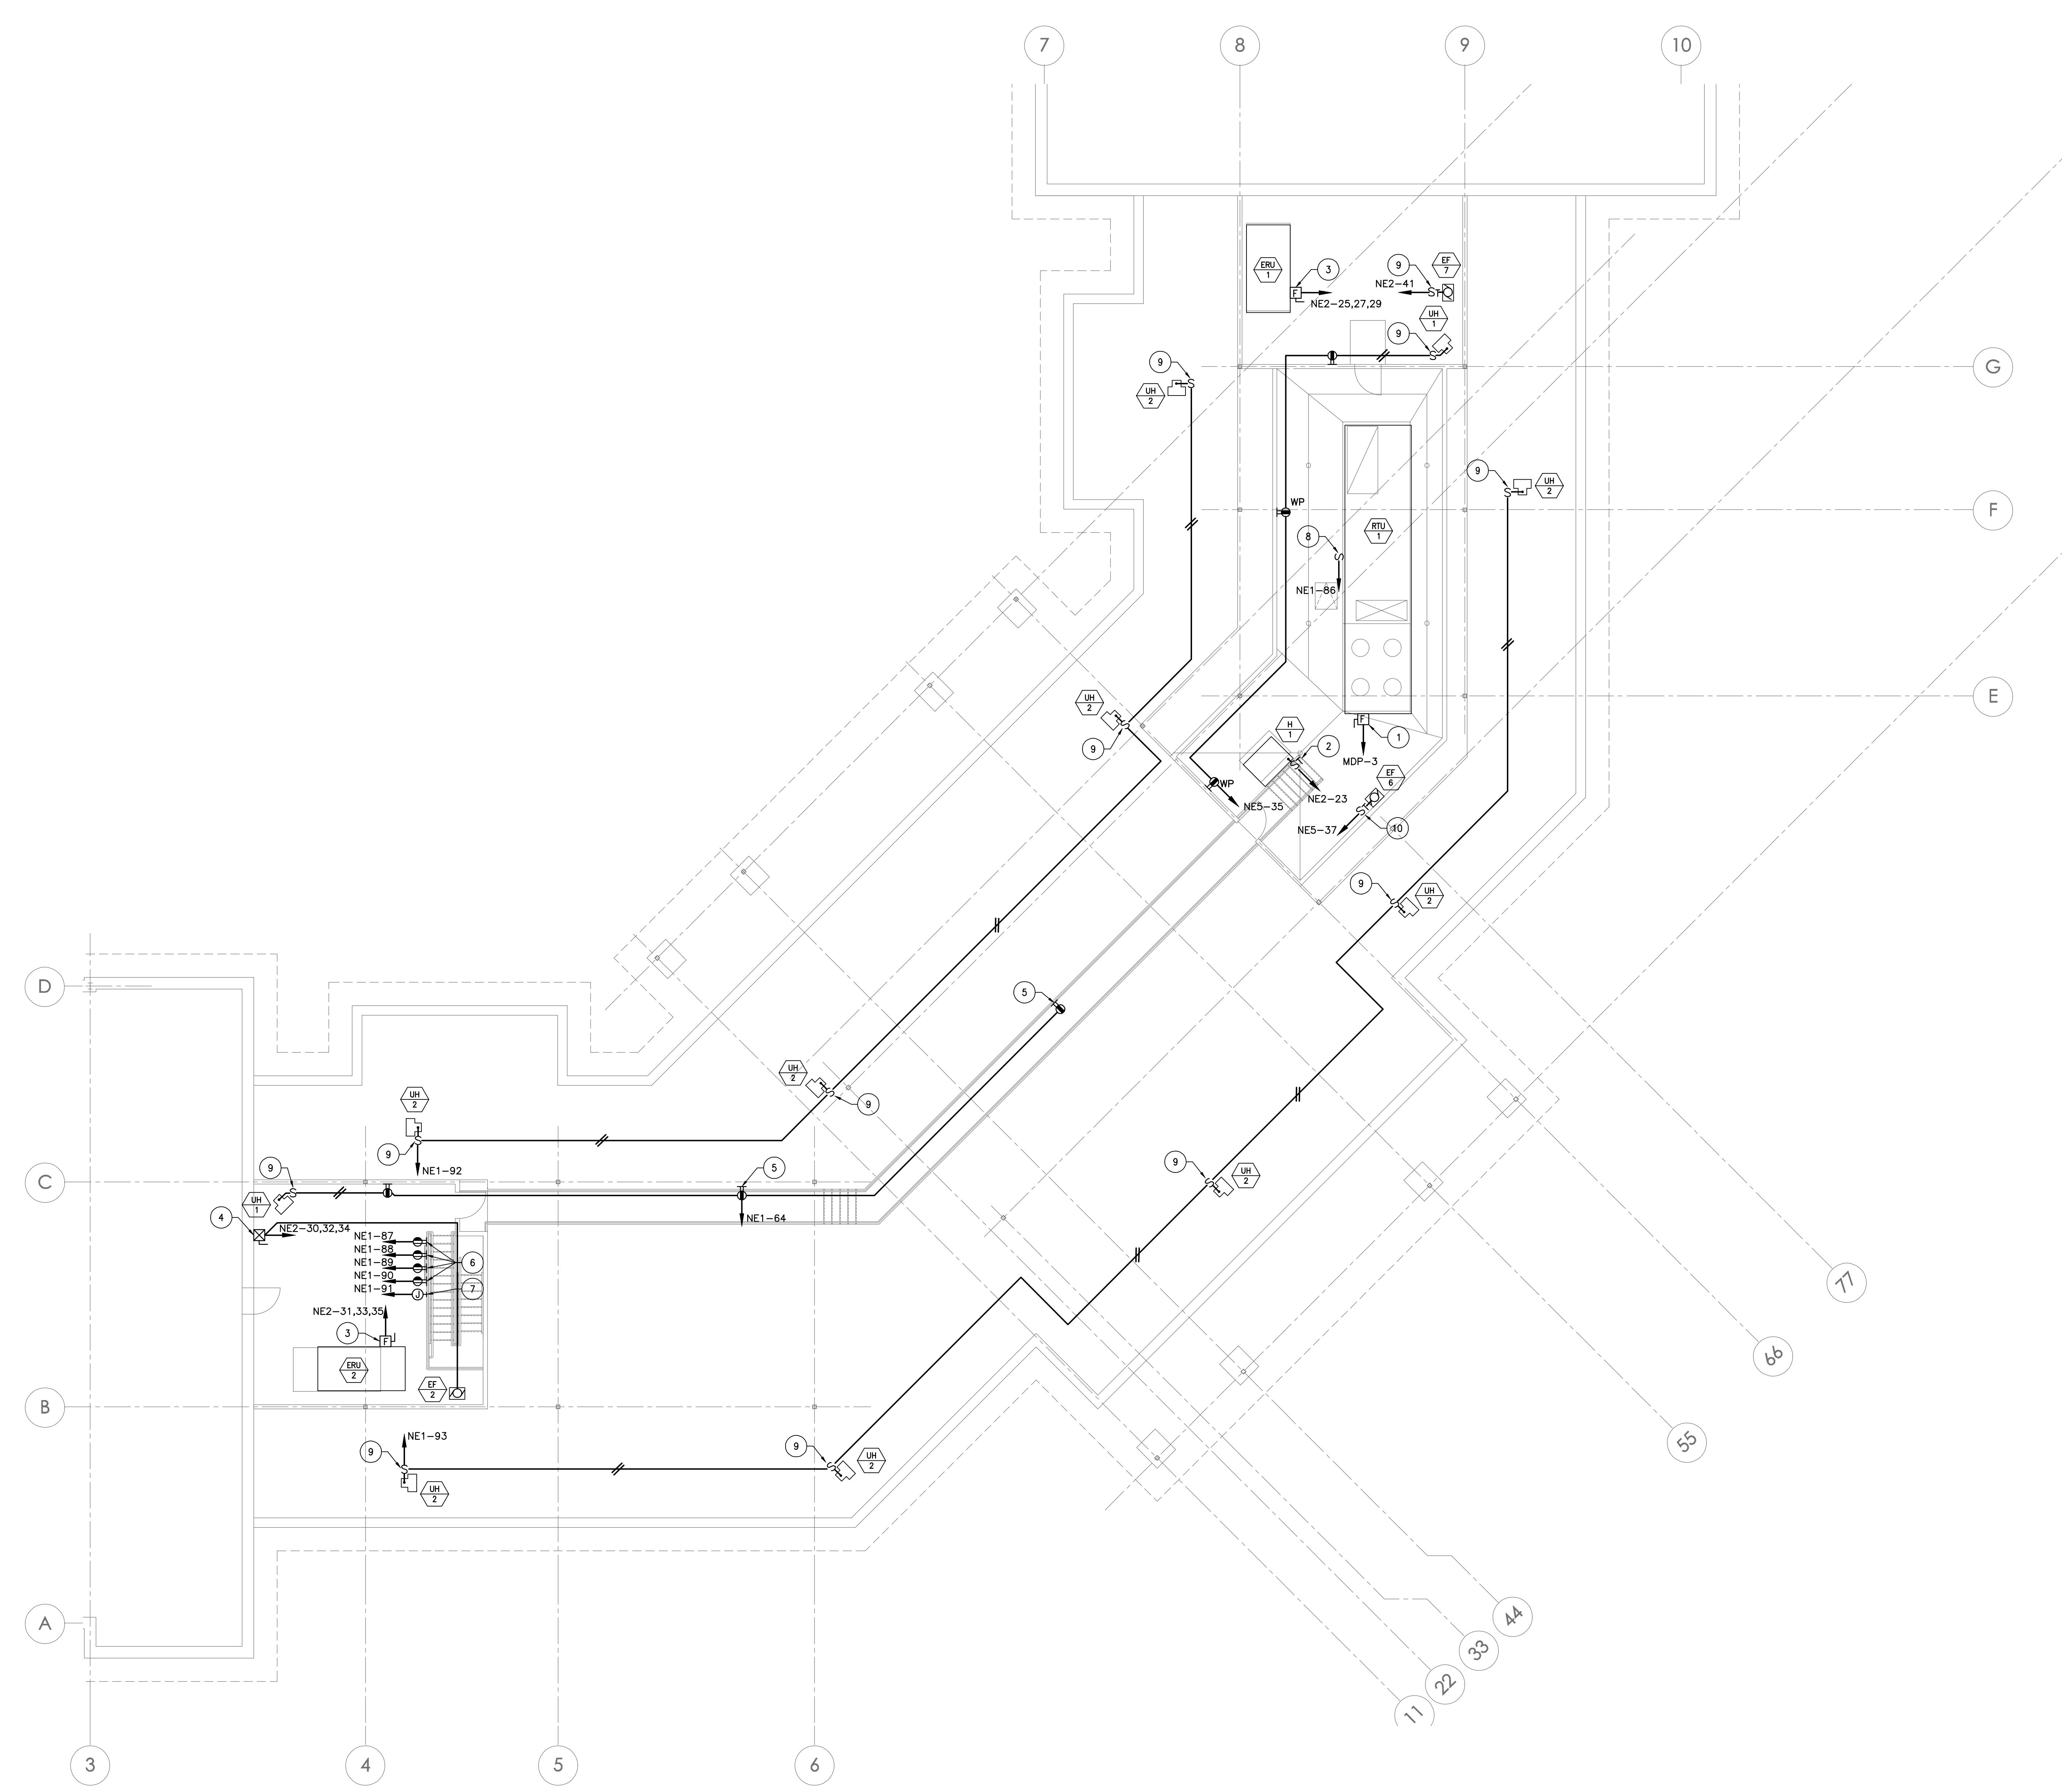 7
8
9
10
ERU
1
3
NE2-25,27,29
9
EF
7
NE2-41
UH
1
9
9
UH
2
G
9
UH
2
WP
F
RTU
1
8
S
NE1-86
E
UH
2
9
H
1
2
F
1
MDP-3
WP
NE5-35
NE2-23
EF
6
NE5-37
10
9
UH
2
D
5
UH
2
9
UH
2
9
NE1-92
9
UH
2
C
9
UH
1
5
NE1-64
4
NE2-30,32,34
NE1-87
NE1-88
NE1-89
NE1-90
NE1-91
J
6
7
NE2-31,33,35
3
F
ERU
2
EF
2
B
NE1-93
9
UH
2
9
UH
2
A
77
66
55
44
33
22
11
3
4
5
6